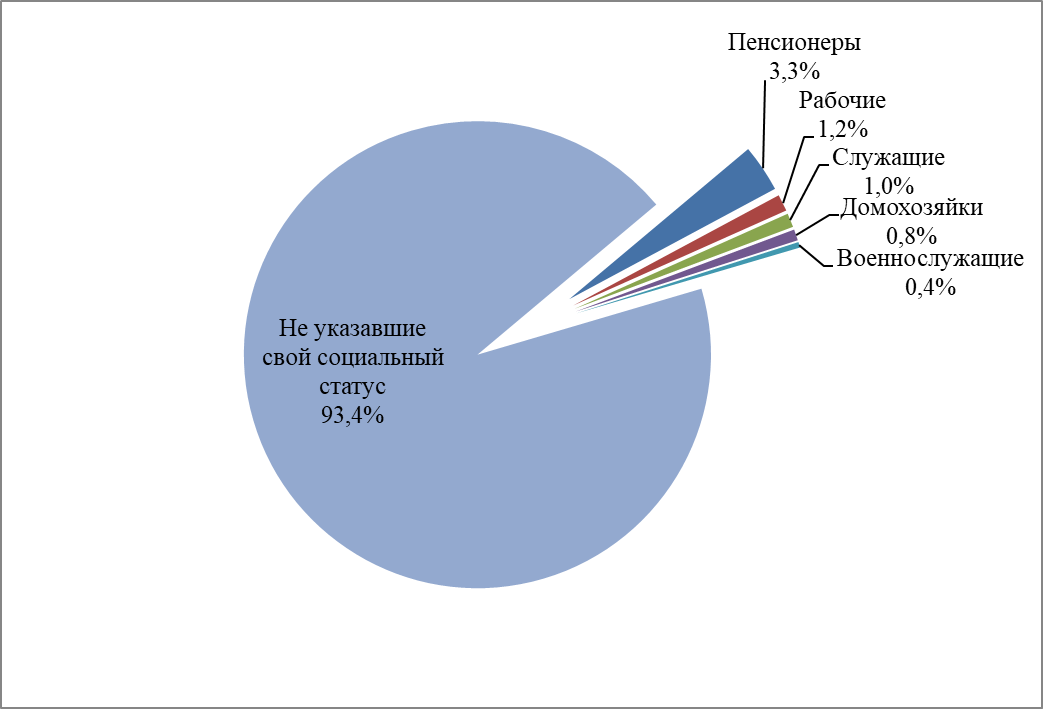 Пенсионеры
3,3%
Рабочие
1,2%
Служащие
1,0%
Домохозяйки
0,8%
Военнослужащие
0,4%
Не указавшие
свой социальный
статус
93,4%